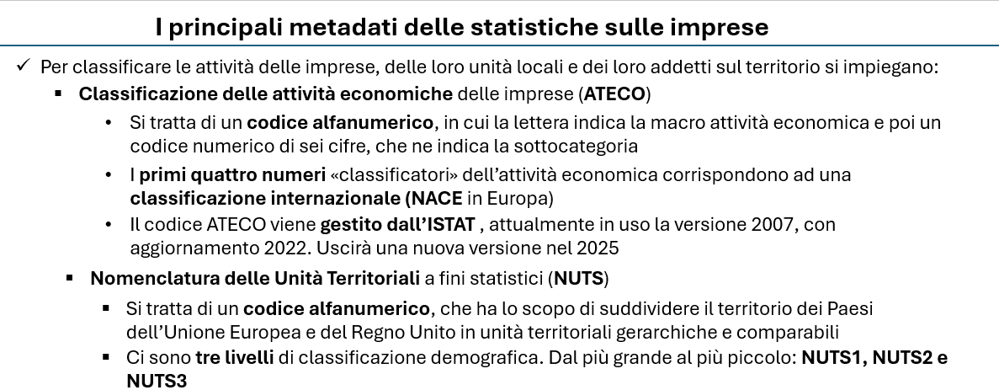 I principali metadati delle statistiche sulle imprese
✓ Per classificare le attività delle imprese, delle loro unità locali e dei loro addetti sul territorio si impiegano:
▪ Classificazione delle attività economiche delle imprese (ATECO)
• Si tratta di un codice alfanumerico, in cui la lettera indica la macro attività economica e poi un
codice numerico di sei cifre, che ne indica la sottocategoria
• I primi quattro numeri «classificatori» dell’attività economica corrispondono ad una
classificazione internazionale (NACE in Europa)
• Il codice ATECO viene gestito dall’ISTAT , attualmente in uso la versione 2007, con
aggiornamento 2022. Uscirà una nuova versione nel 2025
▪ Nomenclatura delle Unità Territoriali a fini statistici (NUTS)
▪ Si tratta di un codice alfanumerico, che ha lo scopo di suddividere il territorio dei Paesi
dell’Unione Europea e del Regno Unito in unità territoriali gerarchiche e comparabili
▪ Ci sono tre livelli di classificazione demografica. Dal più grande al più piccolo: NUTS1, NUTS2 e
NUTS3